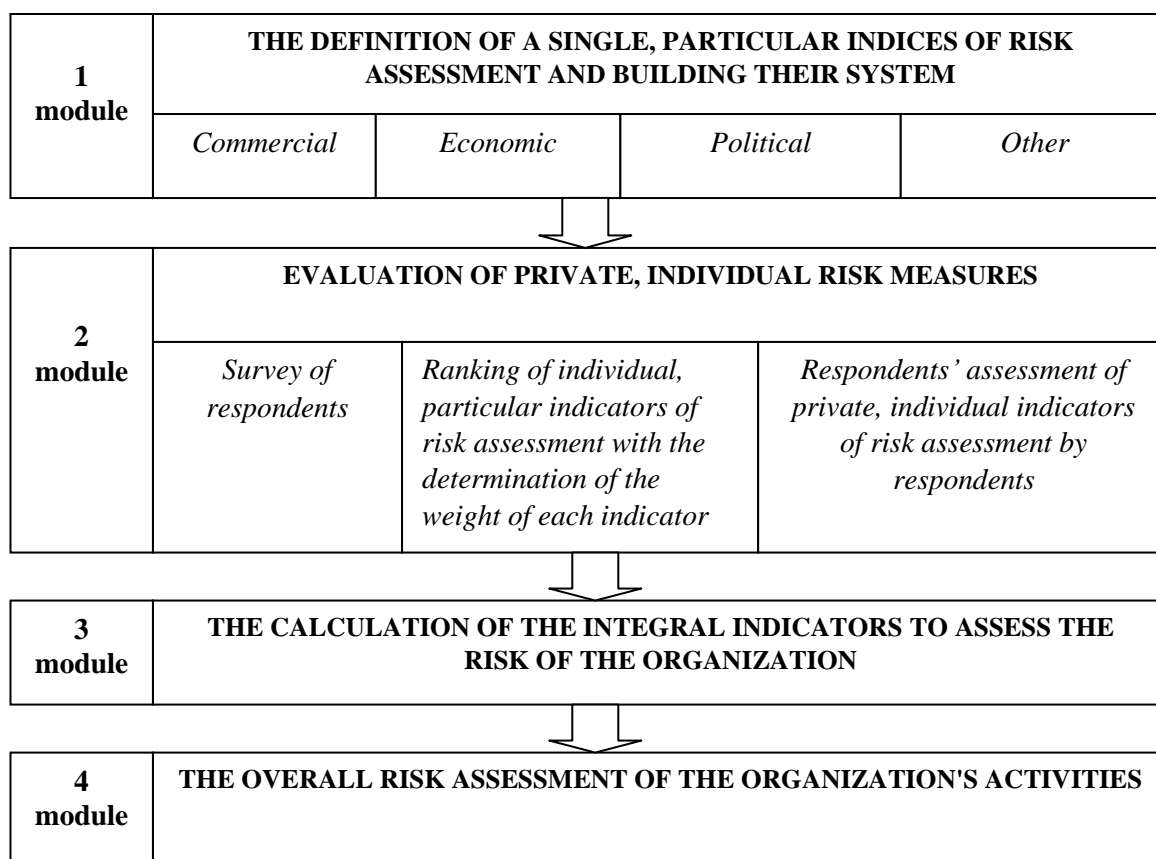 1
module
THE DEFINITION OF A SINGLE, PARTICULAR INDICES OF RISK
ASSESSMENT AND BUILDING THEIR SYSTEM
Commercial
Economic
Political
Other
2
module
EVALUATION OF PRIVATE, INDIVIDUAL RISK MEASURES
Survey of
respondents
Ranking of individual,
particular indicators of
risk assessment with the
determination of the
weight of each indicator
Respondents’ assessment of
private, individual indicators
of risk assessment by
respondents
3
module
THE CALCULATION OF THE INTEGRAL INDICATORS TO ASSESS THE
RISK OF THE ORGANIZATION
4
module
THE OVERALL RISK ASSESSMENT OF THE ORGANIZATION'S ACTIVITIES